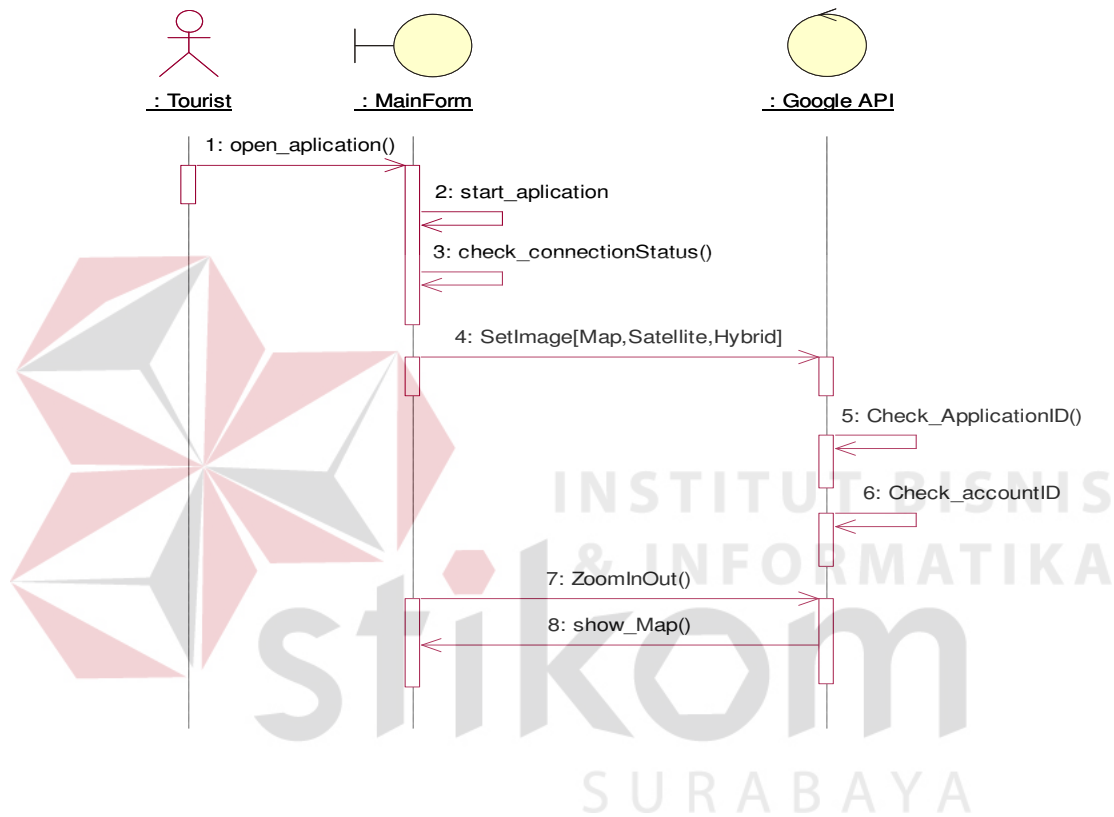 : Tourist
: MainForm
: Google API
1: open_aplication()
2: start_aplication
3: check_connectionStatus()
4: SetImage[Map,Satellite,Hybrid]
5: Check_ApplicationID()
6: Check_accountID
7: ZoomInOut()
8: show_Map()
INSTITUT BISNIS
& INFORMATIKA
stikom
SURABAYA